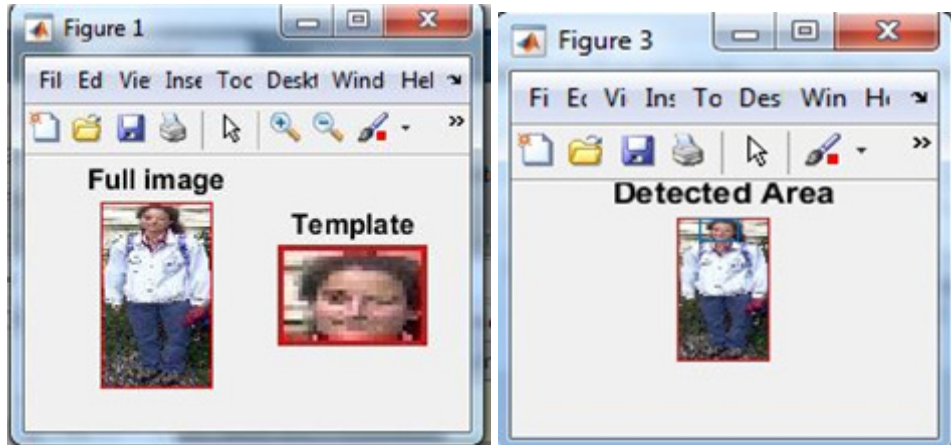 Figure 1
Fil Ed Vie Inse Toc Deskt Wind Hel
Full image
Template
Figure 3
Fi Ec Vi Ins To Des Win He
Detected Area